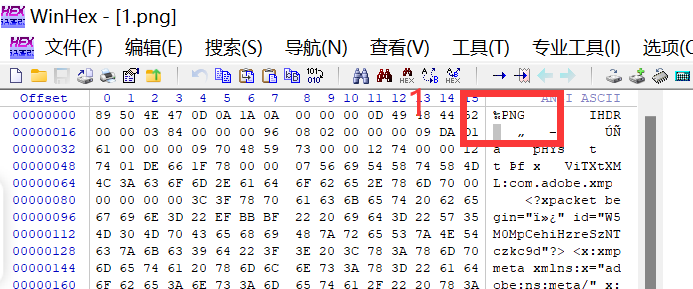 WinHex - [1.png]
文件(F) 编辑(E) 搜索(S) 导航(N) 查看(V) 工具(T) 专业工具(I) 选项(O
1
Offset 0 1 2 3 4 5 6 7 8 9 10 11 12 13 14 15 ANSI ASCII
00000000 89 50 4E 47 0D 0A 1A 0A 00 00 00 0D 49 48 44 52 ‰PNG IHDR
00000016 00 00 03 84 00 00 00 96 08 02 00 00 00 09 DA D1 „ – ÚÑ
00000032 61 00 00 00 09 70 48 59 73 00 00 12 74 00 00 12 a pHYs t
00000048 74 01 DE 66 1F 78 00 00 07 56 69 54 58 74 58 4D t Þf x ViTXtXM
00000064 4C 3A 63 6F 6D 2E 61 64 6F 62 65 2E 78 6D 70 00 L:com.adobe.xmp
00000080 00 00 00 00 3C 3F 78 70 61 63 6B 65 74 20 62 65 <?xpacket be
00000096 67 69 6E 3D 22 EF BB BF 22 20 69 64 3D 22 57 35 gin="ï»¿" id="W5
00000112 4D 30 4D 70 43 65 68 69 48 7A 72 65 53 7A 4E 54 M0MpCehiHzreSzNT
00000128 63 7A 6B 63 39 64 22 3F 3E 20 3C 78 3A 78 6D 70 czkc9d"?> <x:xmp
00000144 6D 65 74 61 20 78 6D 6C 6E 73 3A 78 3D 22 61 64 meta xmlns:x="ad
00000160 6F 62 65 3A 6E 73 3A 6D 65 74 61 2F 22 20 78 3A obe:ns:meta/" x: